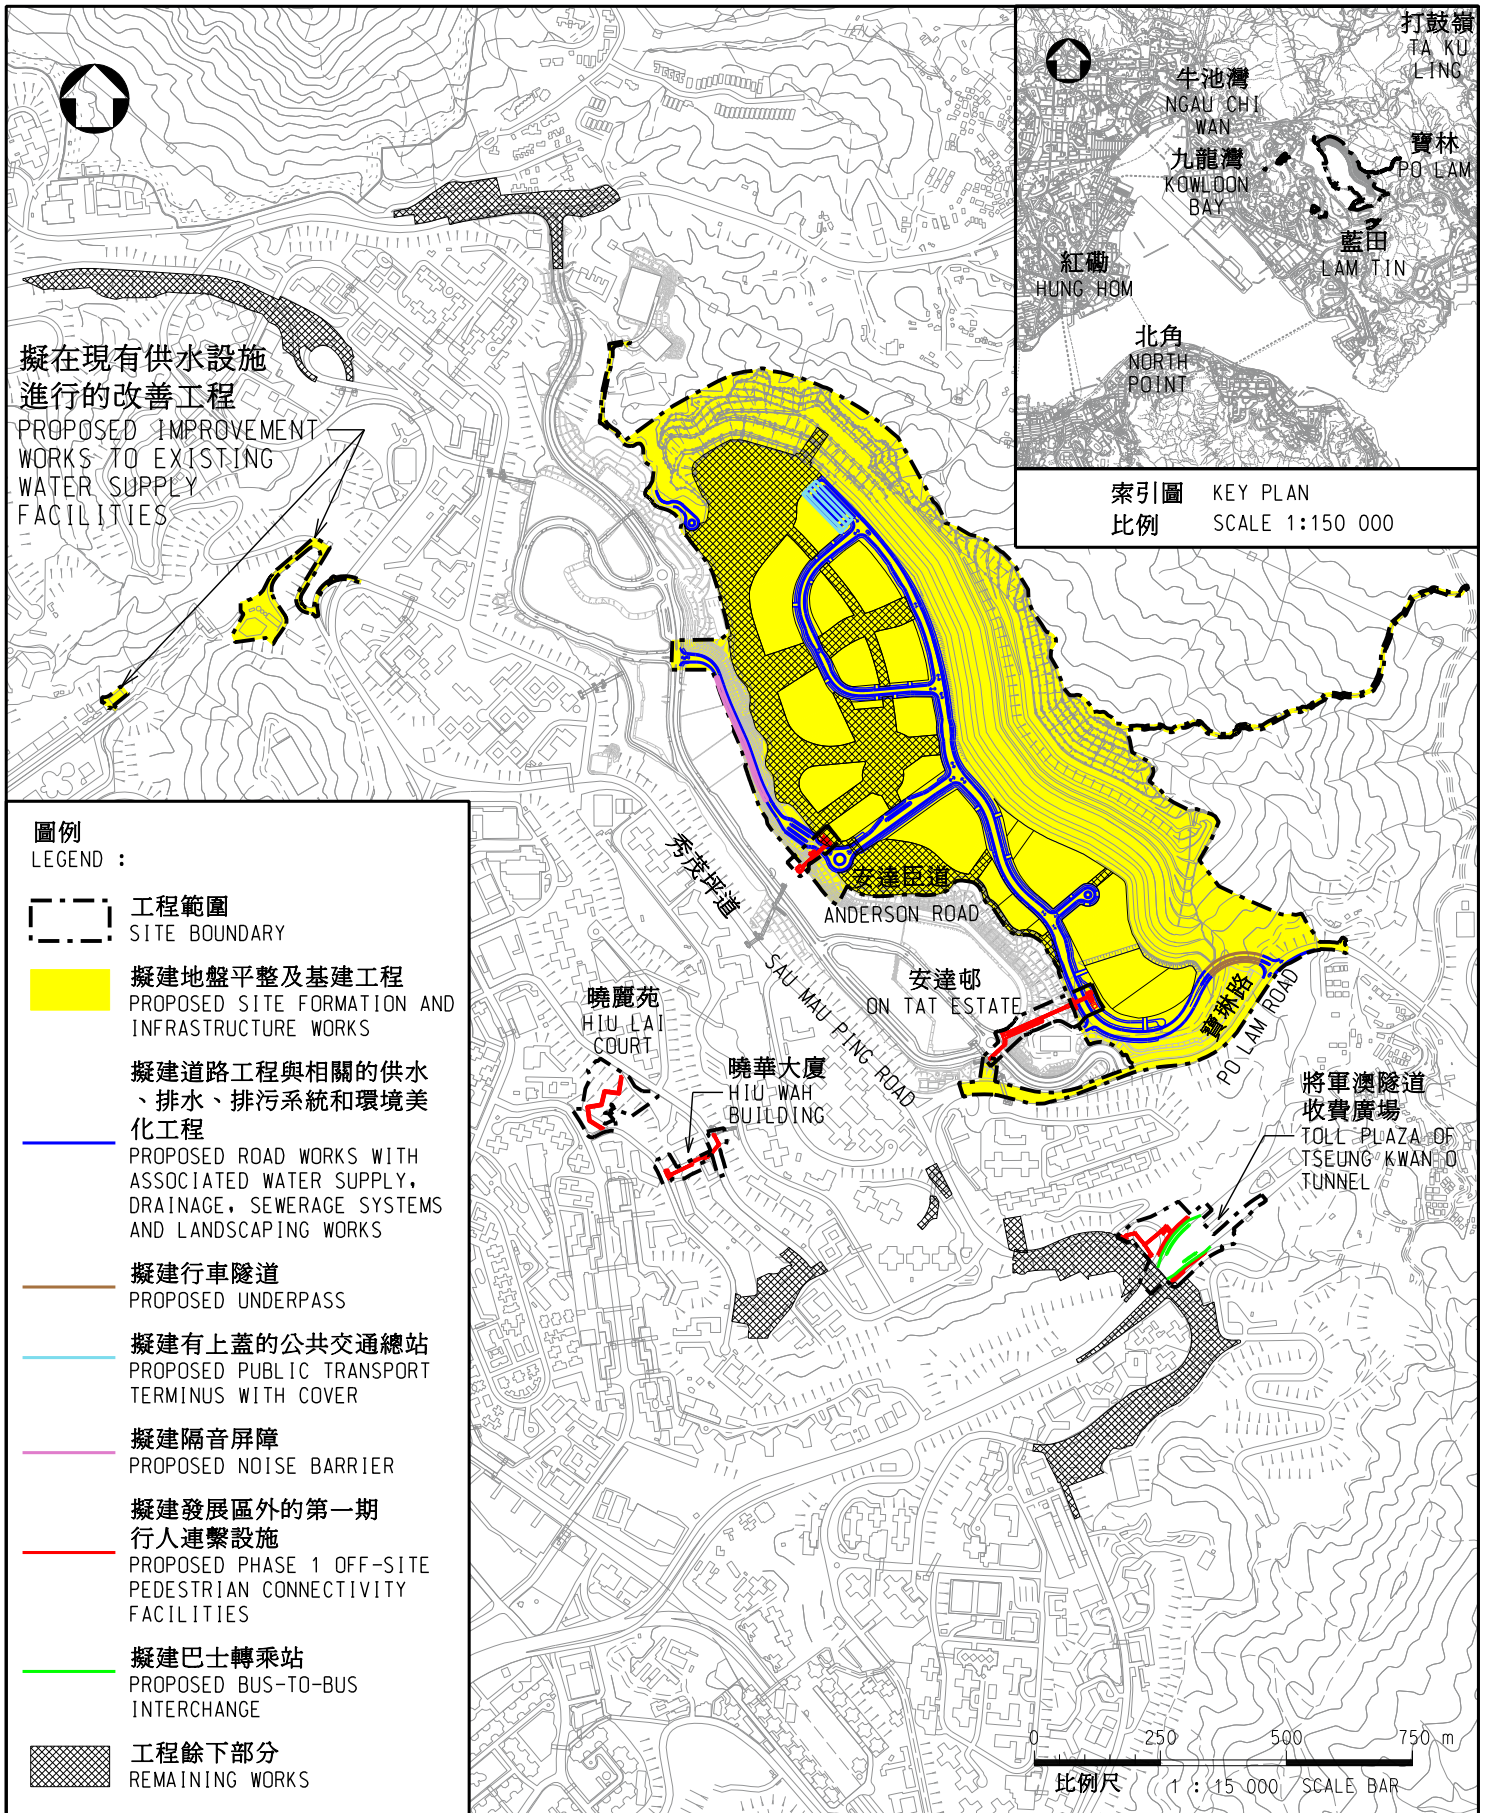 打鼓嶺
TA KU
LING
牛池灣
NGAU CHI
WAN
九龍灣
KOWLOON
BAY
寶林
PO LAM
藍田
LAM TIN
紅磡
HUNG HOM
北角
NORTH
POINT
索引圖 KEY PLAN
比例 SCALE 1:150 000
擬在現有供水設施
進行的改善工程
PROPOSED IMPROVEMENT
WORKS TO EXISTING
WATER SUPPLY
FACILITIES
秀茂坪道
SAU MAU PING ROAD
安達臣道
ANDERSON ROAD
安達邨
ON TAT ESTATE
寶琳路
PO LAM ROAD
曉麗苑
HIU LAI
COURT
曉華大廈
HIU WAH
BUILDING
將軍澳隧道
收費廣場
TOLL PLAZA OF
TSEUNG KWAN O
TUNNEL
圖例
LEGEND :
工程範圍
SITE BOUNDARY
擬建地盤平整及基建工程
PROPOSED SITE FORMATION AND
INFRASTRUCTURE WORKS
擬建道路工程與相關的供水
、排水、排污系統和環境美
化工程
PROPOSED ROAD WORKS WITH
ASSOCIATED WATER SUPPLY,
DRAINAGE, SEWERAGE SYSTEMS
AND LANDSCAPING WORKS
擬建行車隧道
PROPOSED UNDERPASS
擬建有上蓋的公共交通總站
PROPOSED PUBLIC TRANSPORT
TERMINUS WITH COVER
擬建隔音屏障
PROPOSED NOISE BARRIER
擬建發展區外的第一期
行人連繫設施
PROPOSED PHASE 1 OFF-SITE
PEDESTRIAN CONNECTIVITY
FACILITIES
擬建巴士轉乘站
PROPOSED BUS-TO-BUS
INTERCHANGE
工程餘下部分
REMAINING WORKS
0 250 500 750 m
比例尺 1 : 15 000 SCALE BAR